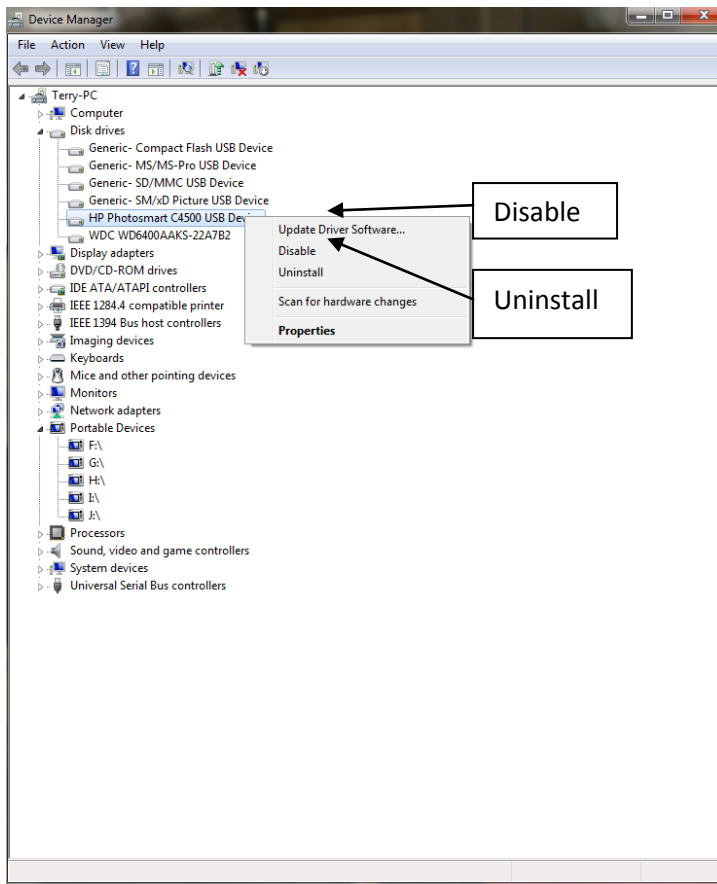 Device Manager
File Action View Help
Terry-PC
Computer
Disk drives
Generic- Compact Flash USB Device
Generic- MS/MS-Pro USB Device
Generic- SD/MMC USB Device
Generic- SM/xD Picture USB Device
HP Photosmart C4500 USB Dev
WDC WD6400AAKS-22A7B2
Display adapters
DVD/CD-ROM drives
IDE ATA/ATAPI controllers
IEEE 1284.4 compatible printer
IEEE 1394 Bus host controllers
Imaging devices
Keyboards
Mice and other pointing devices
Monitors
Network adapters
Portable Devices
F:\
G:\
H:\
I:\
J:\
Processors
Sound, video and game controllers
System devices
Universal Serial Bus controllers
Update Driver Software...
Disable
Uninstall
Scan for hardware changes
Properties
Disable
Uninstall